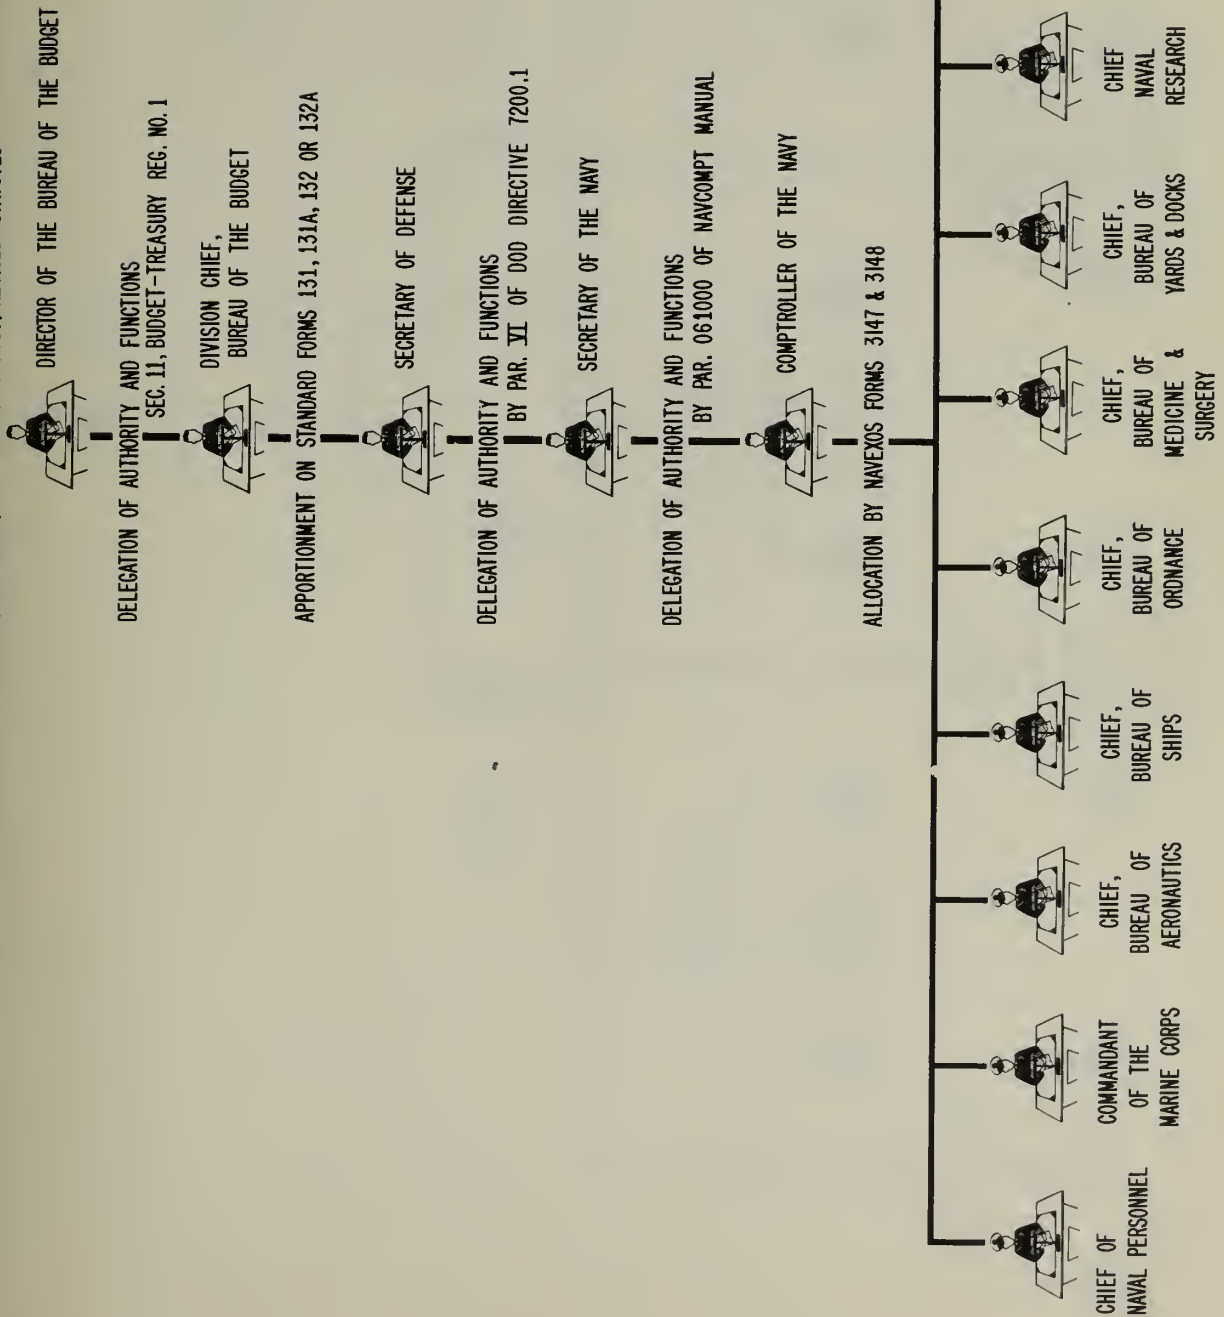 DIRECTOR OF THE BUREAU OF THE BUDGET
DELEGATION OF AUTHORITY AND FUNCTIONS
SEC. 11, BUDGET-TREASURY REG. NO. 1
DIVISION CHIEF,
BUREAU OF THE BUDGET
APPORTIONMENT ON STANDARD FORMS 131, 131A, 132 OR 132A
SECRETARY OF DEFENSE
DELEGATION OF AUTHORITY AND FUNCTIONS
BY PAR. VI OF DOD DIRECTIVE 7200.1
SECRETARY OF THE NAVY
DELEGATION OF AUTHORITY AND FUNCTIONS
BY PAR. 061000 OF NAVCOMPT MANUAL
COMPTROLLER OF THE NAVY
ALLOCATION BY NAVEXOS FORMS 3147 & 3148
CHIEF OF
NAVAL PERSONNEL
COMMANDANT
OF THE
MARINE CORPS
CHIEF,
BUREAU OF
AERONAUTICS
CHIEF,
BUREAU OF
SHIPS
CHIEF,
BUREAU OF
ORDNANCE
CHIEF,
BUREAU OF
MEDICINE &
SURGERY
CHIEF,
BUREAU OF
YARDS & DOCKS
CHIEF
NAVAL
RESEARCH